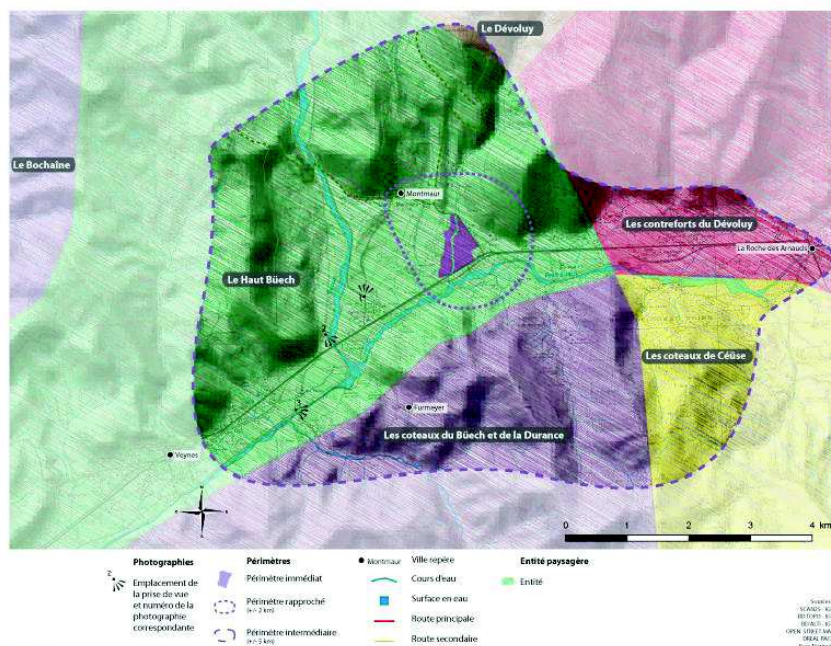 Le Dévoluy
Le Bochaîne
Montmaur
Les contreforts du Dévoluy
La Roche des Arnauds
Le Haut Büech
Les coteaux de Céüse
Furmeyer
Les coteaux du Büech et de la Durance
Veynes
0 1 2 3 4 km
Photographies
Emplacement de
la prise de vue
et numéro de la
photographie
correspondante
Périmètres
Périmètre immédiat
Périmètre rapproché
(+/- 2 km)
Périmètre intermédiaire
(+/- 5 km)
Montmaur
Ville repère
Cours d'eau
Surface en eau
Route principale
Route secondaire
Entité paysagère
Entité
Sources